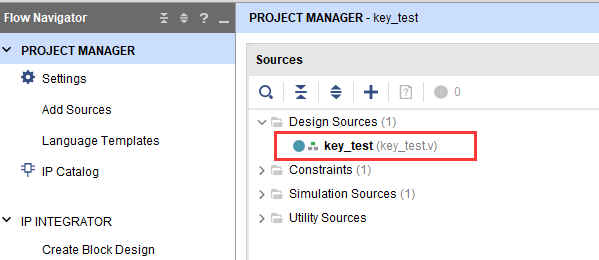 Flow Navigator
PROJECT MANAGER
Settings
Add Sources
Language Templates
IP Catalog
IP INTEGRATOR
Create Block Design
PROJECT MANAGER - key_test
Sources
0
Design Sources (1)
key_test (key_test.v)
Constraints (1)
Simulation Sources (1)
Utility Sources